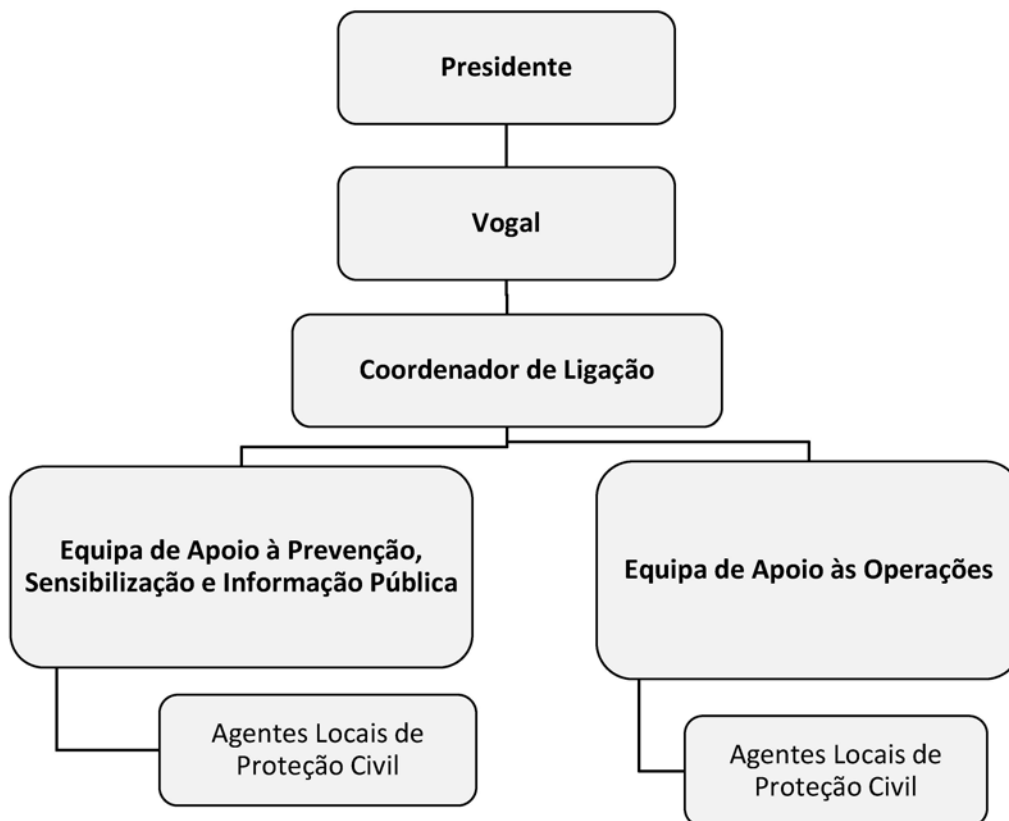 Presidente
Vogal
Coordenador de Ligação
Equipa de Apoio à Prevenção,
Sensibilização e Informação Pública
Equipa de Apoio às Operações
Agentes Locais de
Proteção Civil
Agentes Locais de
Proteção Civil